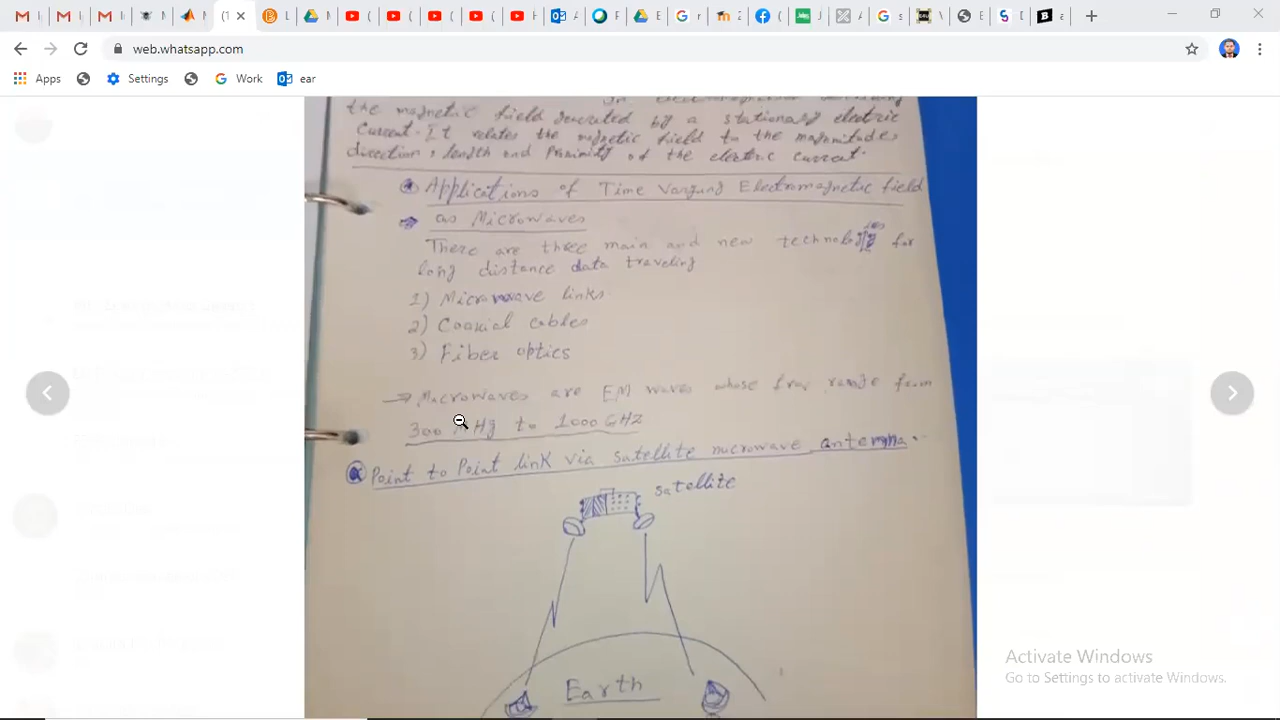 web.whatsapp.com
Apps
Settings
Work
ear
the magnetic field generated by a stationary electric
Current. It relates the magnetic field to the magnitude,
direction, length and Proximity of the electric current.
Applications of Time Varying Electromagnetic field
as Microwaves
There are three main and new technologies for
long distance data traveling
1) Microwave links
2) Coaxial cables
3) Fiber optics
→ Microwaves are EM waves whose freq range from
300 MHz to 1000 GHZ
Point to Point link via satellite microwave antenna.
satellite
Earth
Activate Windows
Go to Settings to activate Windows.